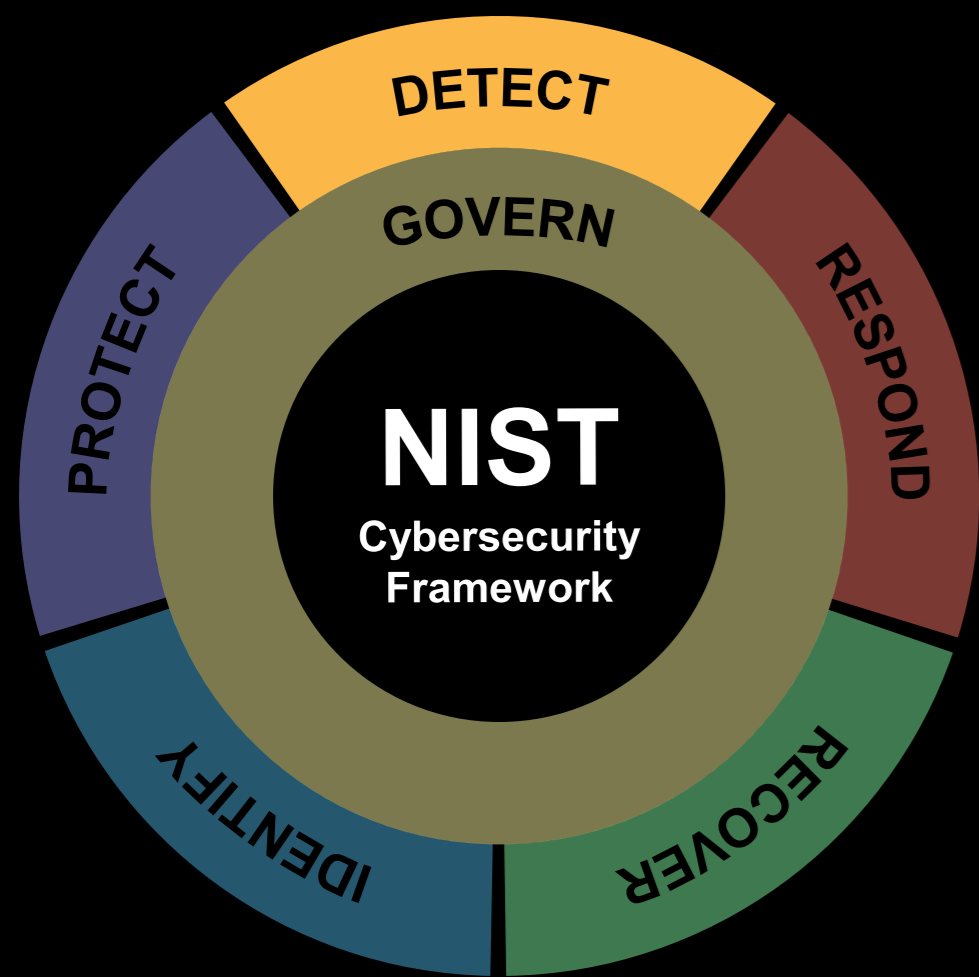 DETECT
GOVERN
PROTECT
RESPOND
NIST
Cybersecurity
Framework
IDENTIFY
RECOVER